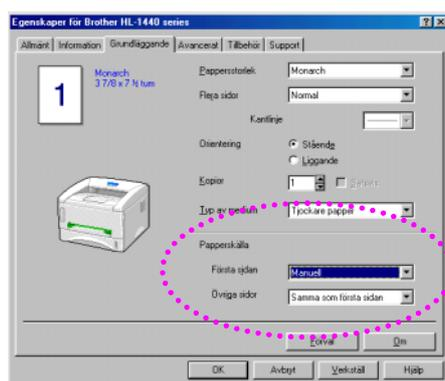 Egenskaper för Brother HL-1440 series
Allmänt Information Grundläggande Avancerat Tillbehör Support
1
Monarch
3 7/8 x 7 ½ tum
Pappersstorlek Monarch
Flera sidor Normal
Kantlinje
Orientering Stående
Liggande
Kopior 1 Setvis
Typ av medium Tjockare papper
Papperskälla
Första sidan Manuell
Övriga sidor Samma som första sidan
Förval Om
OK Avbryt Verkställ Hjälp